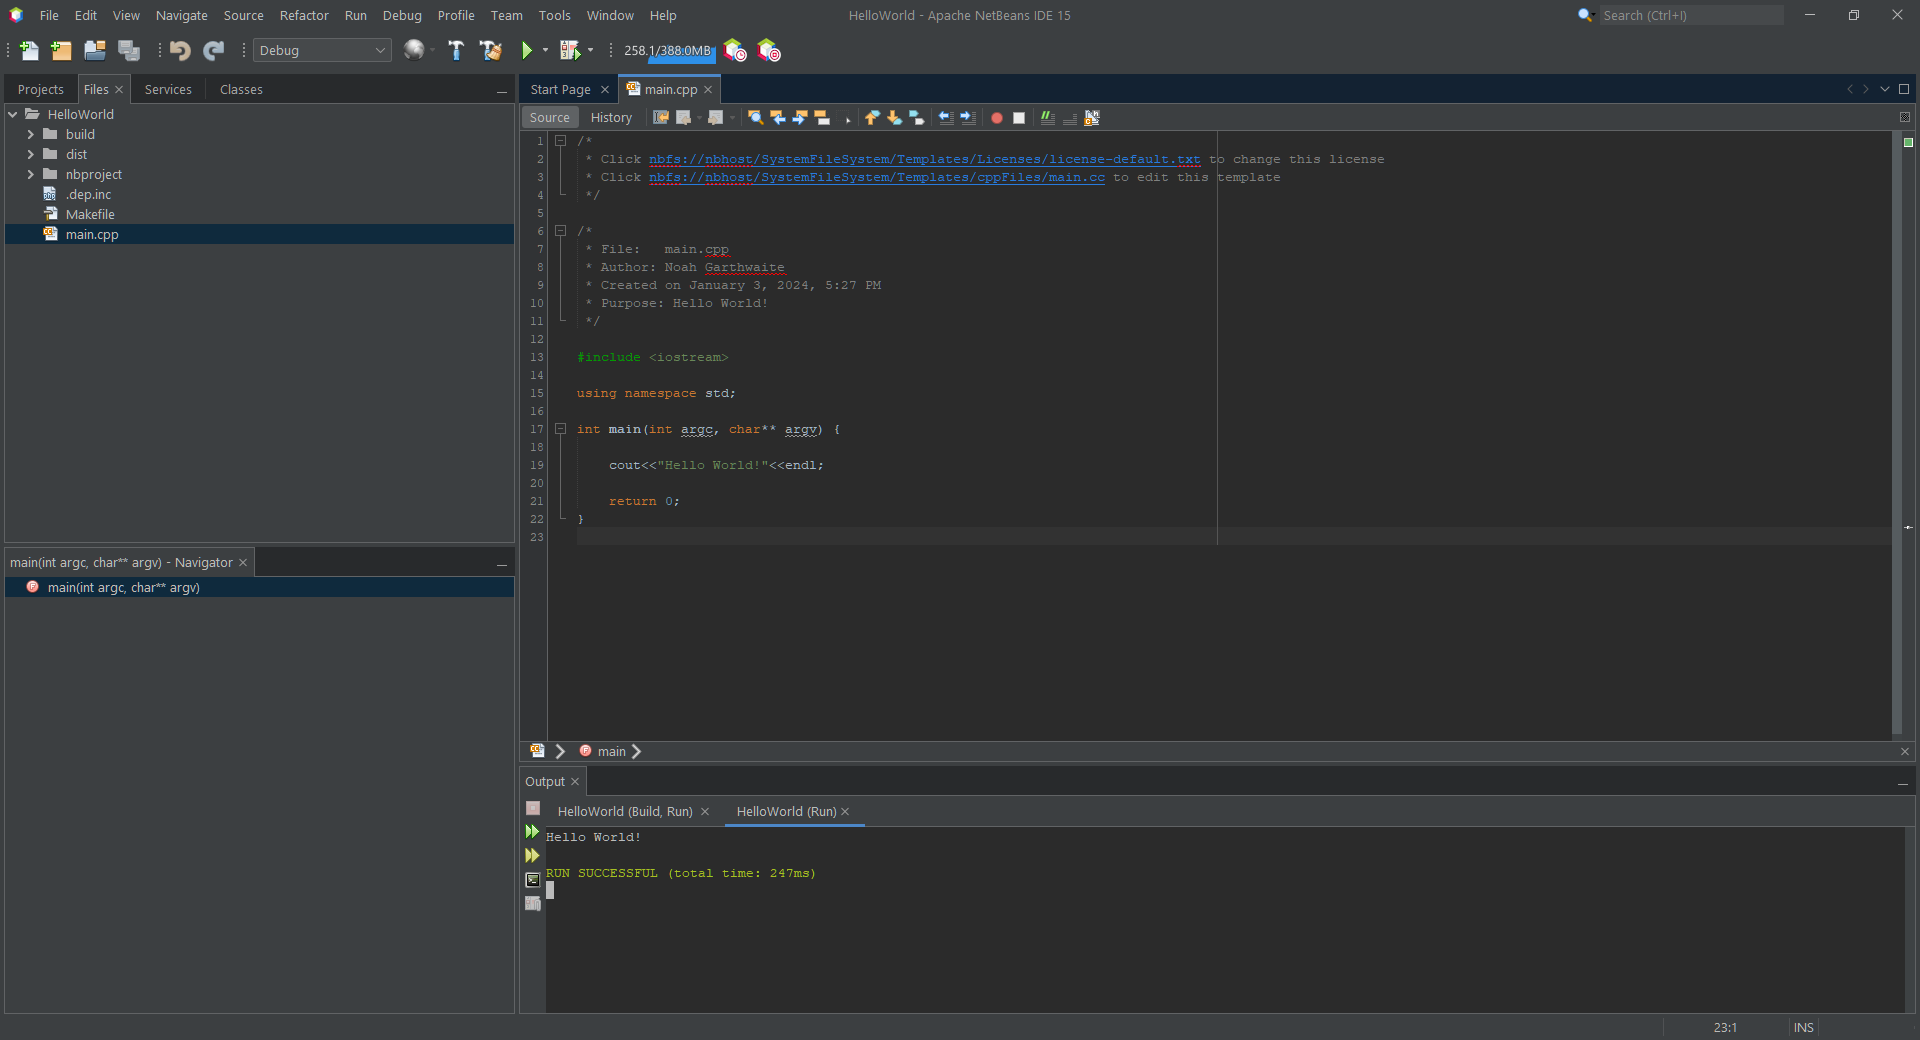 File Edit View Navigate Source Refactor Run Debug Profile Team Tools Window Help
HelloWorld - Apache NetBeans IDE 15
Search (Ctrl+I)
Debug
258.1/388.0MB
Projects Files Services Classes
HelloWorld
build
dist
nbproject
.dep.inc
Makefile
main.cpp
main(int argc, char** argv) - Navigator
main(int argc, char** argv)
Start Page main.cpp
Source History
1 /*
2  * Click nbfs://nbhost/SystemFileSystem/Templates/Licenses/license-default.txt to change this license
3  * Click nbfs://nbhost/SystemFileSystem/Templates/cppFiles/main.cc to edit this template
4  */
5
6 /*
7  * File:   main.cpp
8  * Author: Noah Garthwaite
9  * Created on January 3, 2024, 5:27 PM
10  * Purpose: Hello World!
11  */
12
13 #include <iostream>
14
15 using namespace std;
16
17 int main(int argc, char** argv) {
18
19     cout<<"Hello World!"<<endl;
20
21     return 0;
22 }
23
main
Output
HelloWorld (Build, Run) HelloWorld (Run)
Hello World!
RUN SUCCESSFUL (total time: 247ms)
23:1 INS